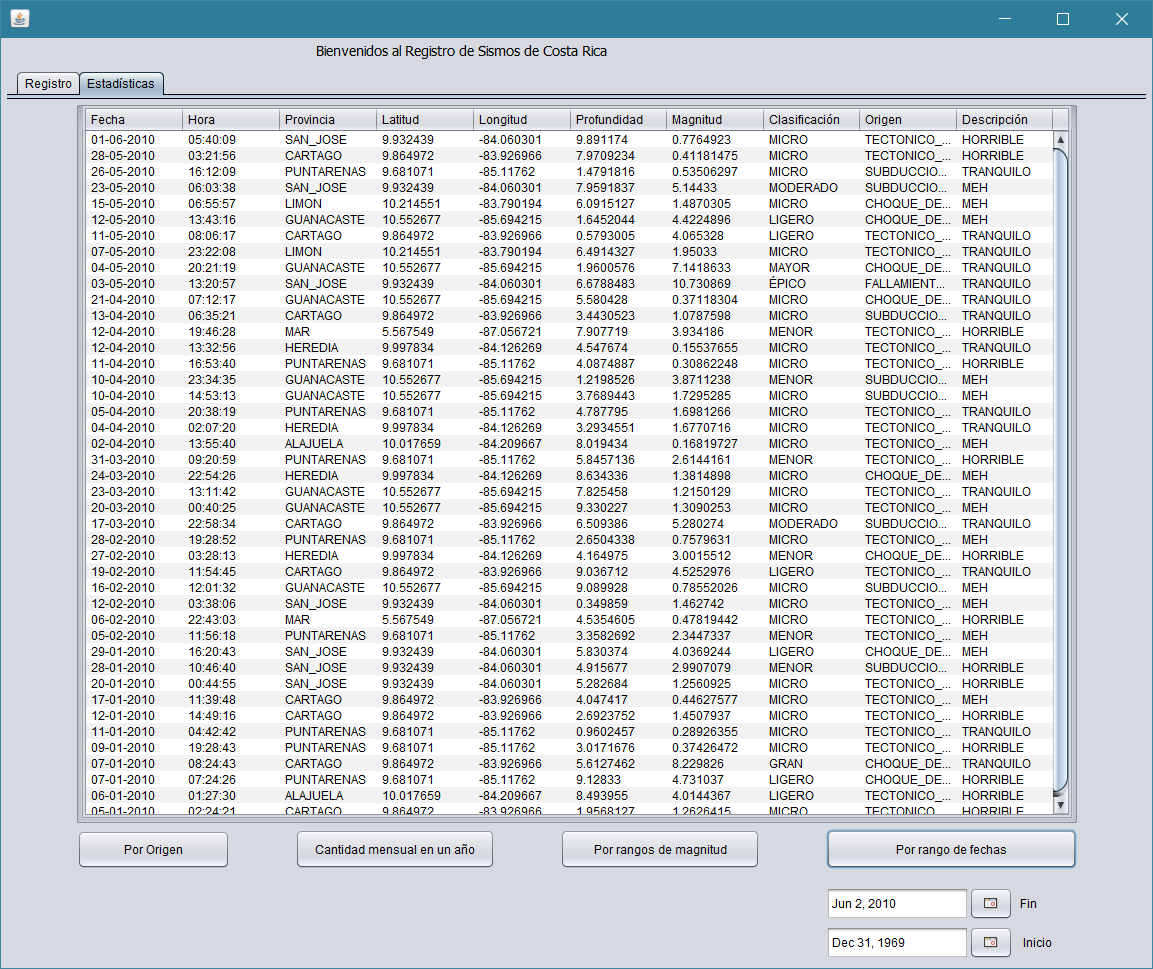 Bienvenidos al Registro de Sismos de Costa Rica
Registro Estadísticas
Fecha Hora Provincia Latitud Longitud Profundidad Magnitud Clasificación Origen Descripción
01-06-2010 05:40:09 SAN_JOSE 9.932439 -84.060301 9.891174 0.7764923 MICRO TECTONICO_... HORRIBLE
28-05-2010 03:21:56 CARTAGO 9.864972 -83.926966 7.9709234 0.41181475 MICRO TECTONICO_... HORRIBLE
26-05-2010 16:12:09 PUNTARENAS 9.681071 -85.11762 1.4791816 0.53506297 MICRO SUBDUCCIO... TRANQUILO
23-05-2010 06:03:38 SAN_JOSE 9.932439 -84.060301 7.9591837 5.14433 MODERADO SUBDUCCIO... MEH
15-05-2010 06:55:57 LIMON 10.214551 -83.790194 6.0915127 1.4870305 MICRO CHOQUE_DE... MEH
12-05-2010 13:43:16 GUANACASTE 10.552677 -85.694215 1.6452044 4.4224896 LIGERO CHOQUE_DE... MEH
11-05-2010 08:06:17 CARTAGO 9.864972 -83.926966 0.5793005 4.065328 LIGERO TECTONICO_... TRANQUILO
07-05-2010 23:22:08 LIMON 10.214551 -83.790194 6.4914327 1.95033 MICRO TECTONICO_... TRANQUILO
04-05-2010 20:21:19 GUANACASTE 10.552677 -85.694215 1.9600576 7.1418633 MAYOR CHOQUE_DE... TRANQUILO
03-05-2010 13:20:57 SAN_JOSE 9.932439 -84.060301 6.6788483 10.730869 ÉPICO FALLAMIENT... TRANQUILO
21-04-2010 07:12:17 GUANACASTE 10.552677 -85.694215 5.580428 0.37118304 MICRO CHOQUE_DE... TRANQUILO
13-04-2010 06:35:21 CARTAGO 9.864972 -83.926966 3.4430523 1.0787598 MICRO SUBDUCCIO... TRANQUILO
12-04-2010 19:46:28 MAR 5.567549 -87.056721 7.907719 3.934186 MENOR TECTONICO_... HORRIBLE
12-04-2010 13:32:56 HEREDIA 9.997834 -84.126269 4.547674 0.15537655 MICRO TECTONICO_... TRANQUILO
11-04-2010 16:53:40 PUNTARENAS 9.681071 -85.11762 4.0874887 0.30862248 MICRO TECTONICO_... HORRIBLE
10-04-2010 23:34:35 GUANACASTE 10.552677 -85.694215 1.2198526 3.8711238 MENOR SUBDUCCIO... MEH
10-04-2010 14:53:13 GUANACASTE 10.552677 -85.694215 3.7689443 1.7295285 MICRO SUBDUCCIO... MEH
05-04-2010 20:38:19 PUNTARENAS 9.681071 -85.11762 4.787795 1.6981266 MICRO TECTONICO_... TRANQUILO
04-04-2010 02:07:20 HEREDIA 9.997834 -84.126269 3.2934551 1.6770716 MICRO TECTONICO_... TRANQUILO
02-04-2010 13:55:40 ALAJUELA 10.017659 -84.209667 8.019434 0.16819727 MICRO TECTONICO_... MEH
31-03-2010 09:20:59 PUNTARENAS 9.681071 -85.11762 5.8457136 2.6144161 MENOR TECTONICO_... HORRIBLE
24-03-2010 22:54:26 HEREDIA 9.997834 -84.126269 8.634336 1.3814898 MICRO CHOQUE_DE... MEH
23-03-2010 13:11:42 GUANACASTE 10.552677 -85.694215 7.825458 1.2150129 MICRO TECTONICO_... TRANQUILO
20-03-2010 00:40:25 GUANACASTE 10.552677 -85.694215 9.330227 1.3090253 MICRO TECTONICO_... MEH
17-03-2010 22:58:34 CARTAGO 9.864972 -83.926966 6.509386 5.280274 MODERADO SUBDUCCIO... TRANQUILO
28-02-2010 19:28:52 PUNTARENAS 9.681071 -85.11762 2.6504338 0.7579631 MICRO TECTONICO_... MEH
27-02-2010 03:28:13 HEREDIA 9.997834 -84.126269 4.164975 3.0015512 MENOR CHOQUE_DE... HORRIBLE
19-02-2010 11:54:45 CARTAGO 9.864972 -83.926966 9.036712 4.5252976 LIGERO TECTONICO_... TRANQUILO
16-02-2010 12:01:32 GUANACASTE 10.552677 -85.694215 9.089928 0.78552026 MICRO SUBDUCCIO... MEH
12-02-2010 03:38:06 SAN_JOSE 9.932439 -84.060301 0.349859 1.462742 MICRO TECTONICO_... MEH
06-02-2010 22:43:03 MAR 5.567549 -87.056721 4.5354605 0.47819442 MICRO TECTONICO_... HORRIBLE
05-02-2010 11:56:18 PUNTARENAS 9.681071 -85.11762 3.3582692 2.3447337 MENOR TECTONICO_... MEH
29-01-2010 16:20:43 SAN_JOSE 9.932439 -84.060301 5.830374 4.0369244 LIGERO CHOQUE_DE... MEH
28-01-2010 10:46:40 SAN_JOSE 9.932439 -84.060301 4.915677 2.9907079 MENOR SUBDUCCIO... HORRIBLE
20-01-2010 00:44:55 SAN_JOSE 9.932439 -84.060301 5.282684 1.2560925 MICRO TECTONICO_... HORRIBLE
17-01-2010 11:39:48 CARTAGO 9.864972 -83.926966 4.047417 0.44627577 MICRO TECTONICO_... MEH
12-01-2010 14:49:16 CARTAGO 9.864972 -83.926966 2.6923752 1.4507937 MICRO TECTONICO_... HORRIBLE
11-01-2010 04:42:42 PUNTARENAS 9.681071 -85.11762 0.9602457 0.28926355 MICRO TECTONICO_... TRANQUILO
09-01-2010 19:28:43 PUNTARENAS 9.681071 -85.11762 3.0171676 0.37426472 MICRO TECTONICO_... HORRIBLE
07-01-2010 08:24:43 CARTAGO 9.864972 -83.926966 5.6127462 8.229826 GRAN CHOQUE_DE... TRANQUILO
07-01-2010 07:24:26 PUNTARENAS 9.681071 -85.11762 9.12833 4.731037 LIGERO CHOQUE_DE... HORRIBLE
06-01-2010 01:27:30 ALAJUELA 10.017659 -84.209667 8.493955 4.0144367 LIGERO TECTONICO_... HORRIBLE
05-01-2010 02:24:21 CARTAGO 9.864972 -83.926966 1.9568127 1.2626415 MICRO TECTONICO_... HORRIBLE
Por Origen Cantidad mensual en un año Por rangos de magnitud Por rango de fechas
Jun 2, 2010 Fin
Dec 31, 1969 Inicio